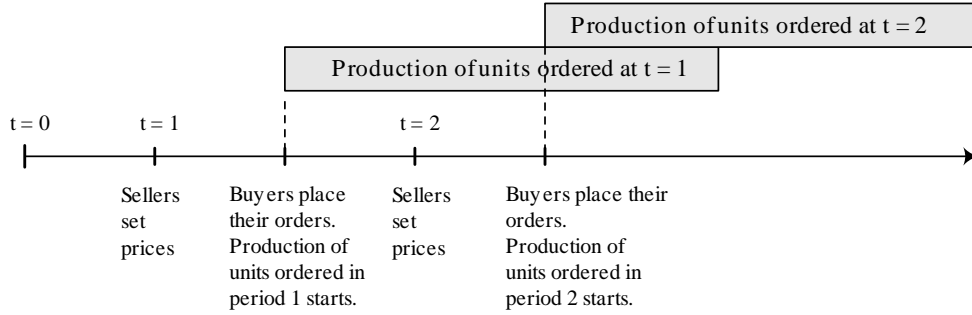 Production of units ordered at t = 2
Production of units ordered at t = 1
t = 0
t = 1
t = 2
Sellers
set
prices
Buyers place
their orders.
Production of
units ordered in
period 1 starts.
Sellers
set
prices
Buyers place their
orders.
Production of
units ordered in
period 2 starts.